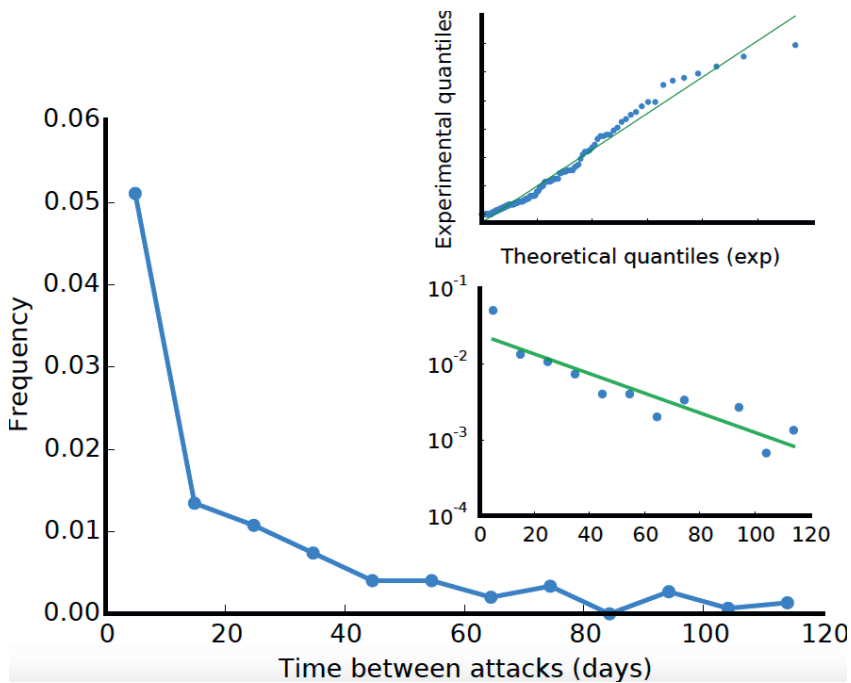 Experimental quantiles
Theoretical quantiles (exp)
0.06
0.05
0.04
0.03
0.02
0.01
0.00
Frequency
0 20 40 60 80 100 120
Time between attacks (days)
10-1
10-2
10-3
10-4
0 20 40 60 80 100 120